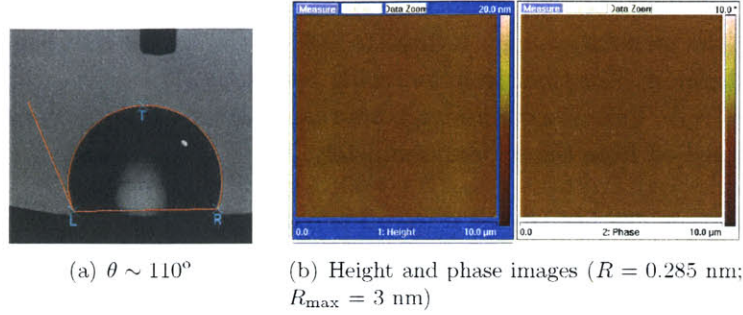 T
L
R
(a) θ ~ 110º
Measure Data Zoom 20.0 nm
0.0 1: Height 10.0 µm
Measure Data Zoom 10.0 °
0.0 2: Phase 10.0 µm
(b) Height and phase images (R = 0.285 nm;
Rmax = 3 nm)